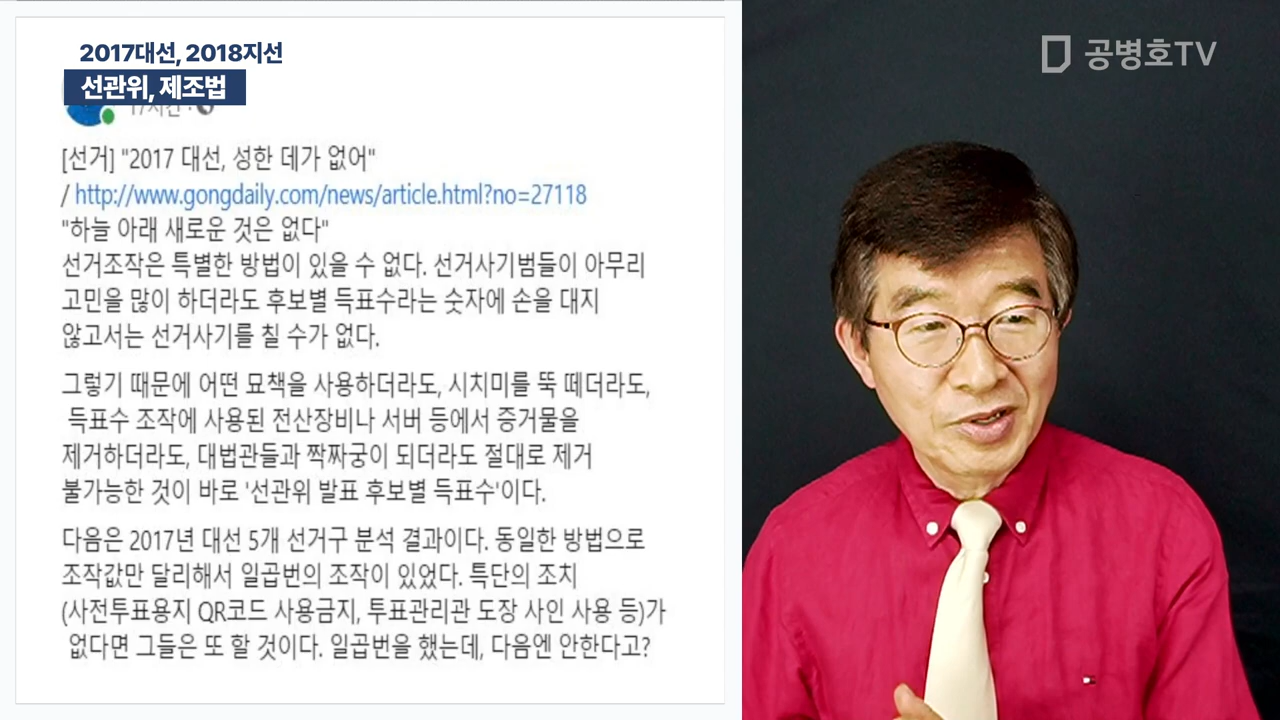 2017대선, 2018지선
선관위, 제조법
공병호TV
17시간 ·
[선거] "2017 대선, 성한 데가 없어"
/ http://www.gongdaily.com/news/article.html?no=27118
"하늘 아래 새로운 것은 없다"
선거조작은 특별한 방법이 있을 수 없다. 선거사기범들이 아무리
고민을 많이 하더라도 후보별 득표수라는 숫자에 손을 대지
않고서는 선거사기를 칠 수가 없다.
그렇기 때문에 어떤 묘책을 사용하더라도, 시치미를 뚝 떼더라도,
득표수 조작에 사용된 전산장비나 서버 등에서 증거물을
제거하더라도, 대법관들과 짝짜궁이 되더라도 절대로 제거
불가능한 것이 바로 '선관위 발표 후보별 득표수'이다.
다음은 2017년 대선 5개 선거구 분석 결과이다. 동일한 방법으로
조작값만 달리해서 일곱번의 조작이 있었다. 특단의 조치
(사전투표용지 QR코드 사용금지, 투표관리관 도장 사인 사용 등)가
없다면 그들은 또 할 것이다. 일곱번을 했는데, 다음엔 안한다고?